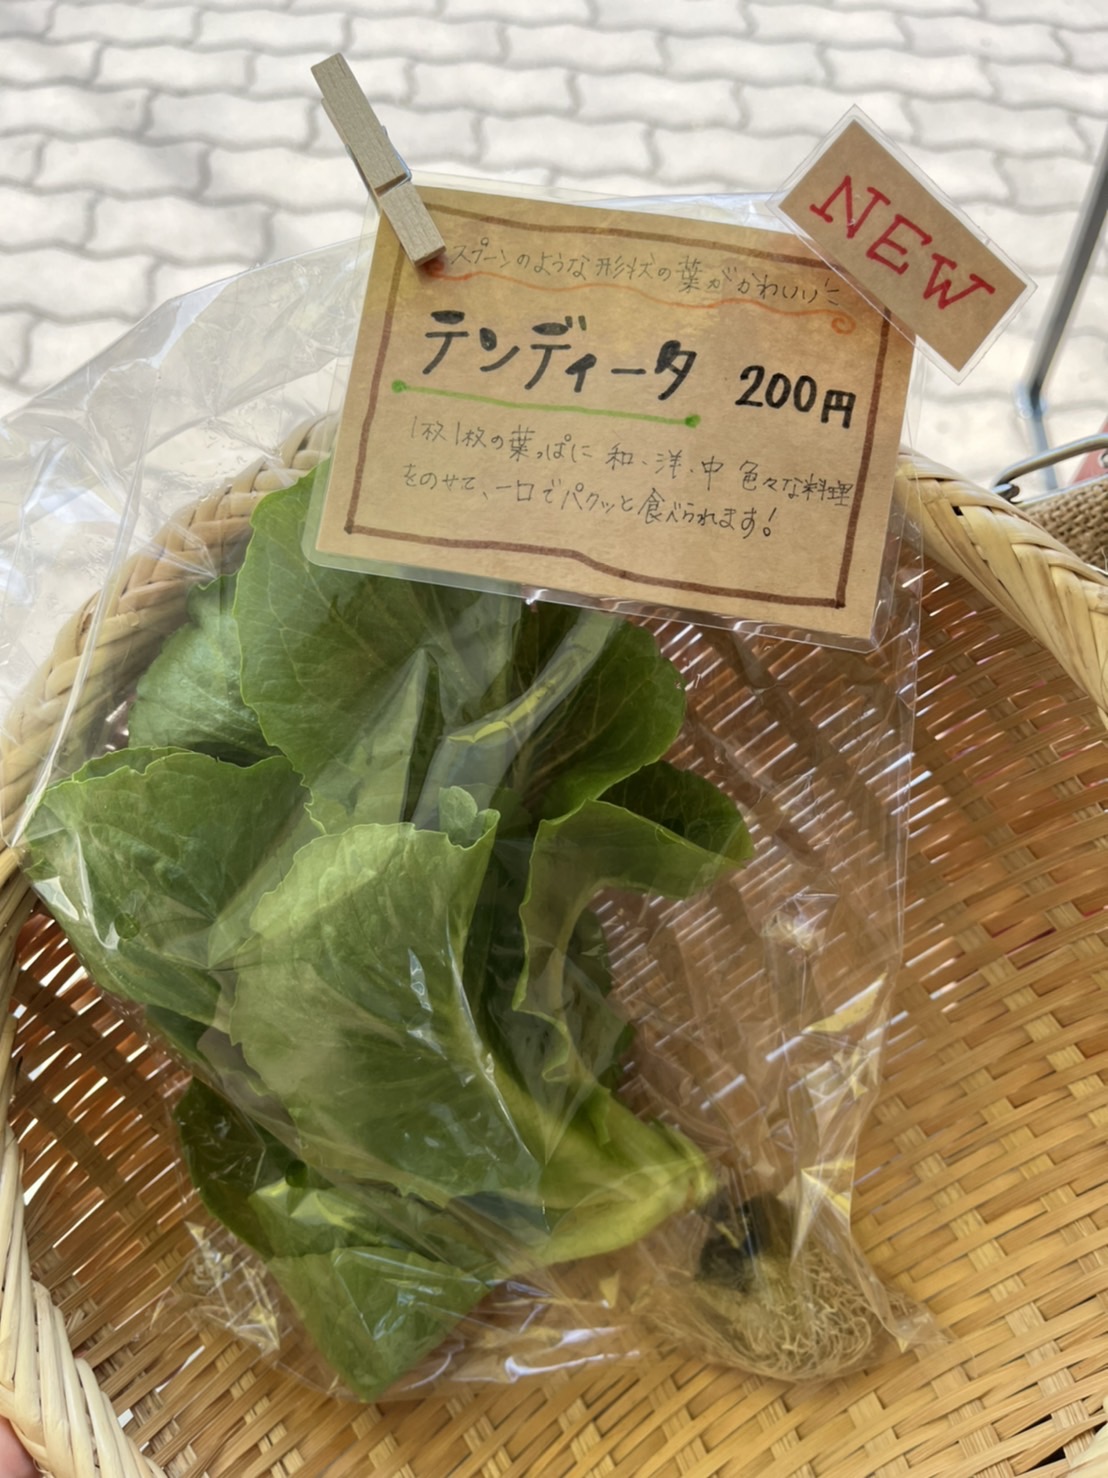 スプーンのような形状の葉がかわいい
NEW
テンディータ 200円
1枚1枚の葉っぱに 和、洋、中 色々な料理
をのせて、一口でパクッと食べられます!